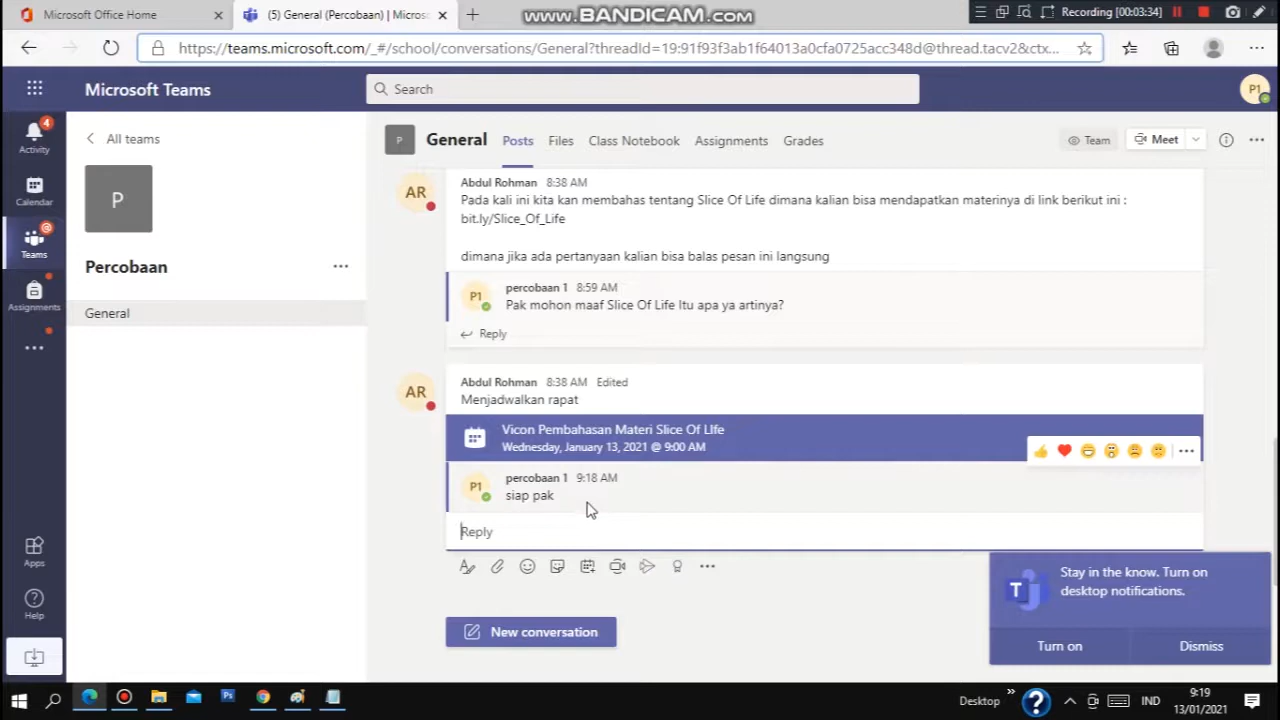 Microsoft Office Home
(5) General (Percobaan) | Micros
www.BANDICAM.com
Recording [00:03:34]
https://teams.microsoft.com/_#/school/conversations/General?threadId=19:91f93f3ab1f64013a0cfa0725acc348d@thread.tacv2&ctx...
Microsoft Teams
Search
P1
4
Activity
Calendar
Teams
Assignments
Apps
Help
All teams
P
Percobaan
General
P
General
Posts
Files
Class Notebook
Assignments
Grades
Team
Meet
AR
Abdul Rohman 8:38 AM
Pada kali ini kita kan membahas tentang Slice Of Life dimana kalian bisa mendapatkan materinya di link berikut ini :
bit.ly/Slice_Of_Life
dimana jika ada pertanyaan kalian bisa balas pesan ini langsung
P1
percobaan 1 8:59 AM
Pak mohon maaf Slice Of Life Itu apa ya artinya?
Reply
AR
Abdul Rohman 8:38 AM Edited
Menjadwalkan rapat
Vicon Pembahasan Materi Slice Of LIfe
Wednesday, January 13, 2021 @ 9:00 AM
P1
percobaan 1 9:18 AM
siap pak
Reply
New conversation
T
Stay in the know. Turn on
desktop notifications.
Turn on
Dismiss
Ps
Desktop
IND
9:19
13/01/2021